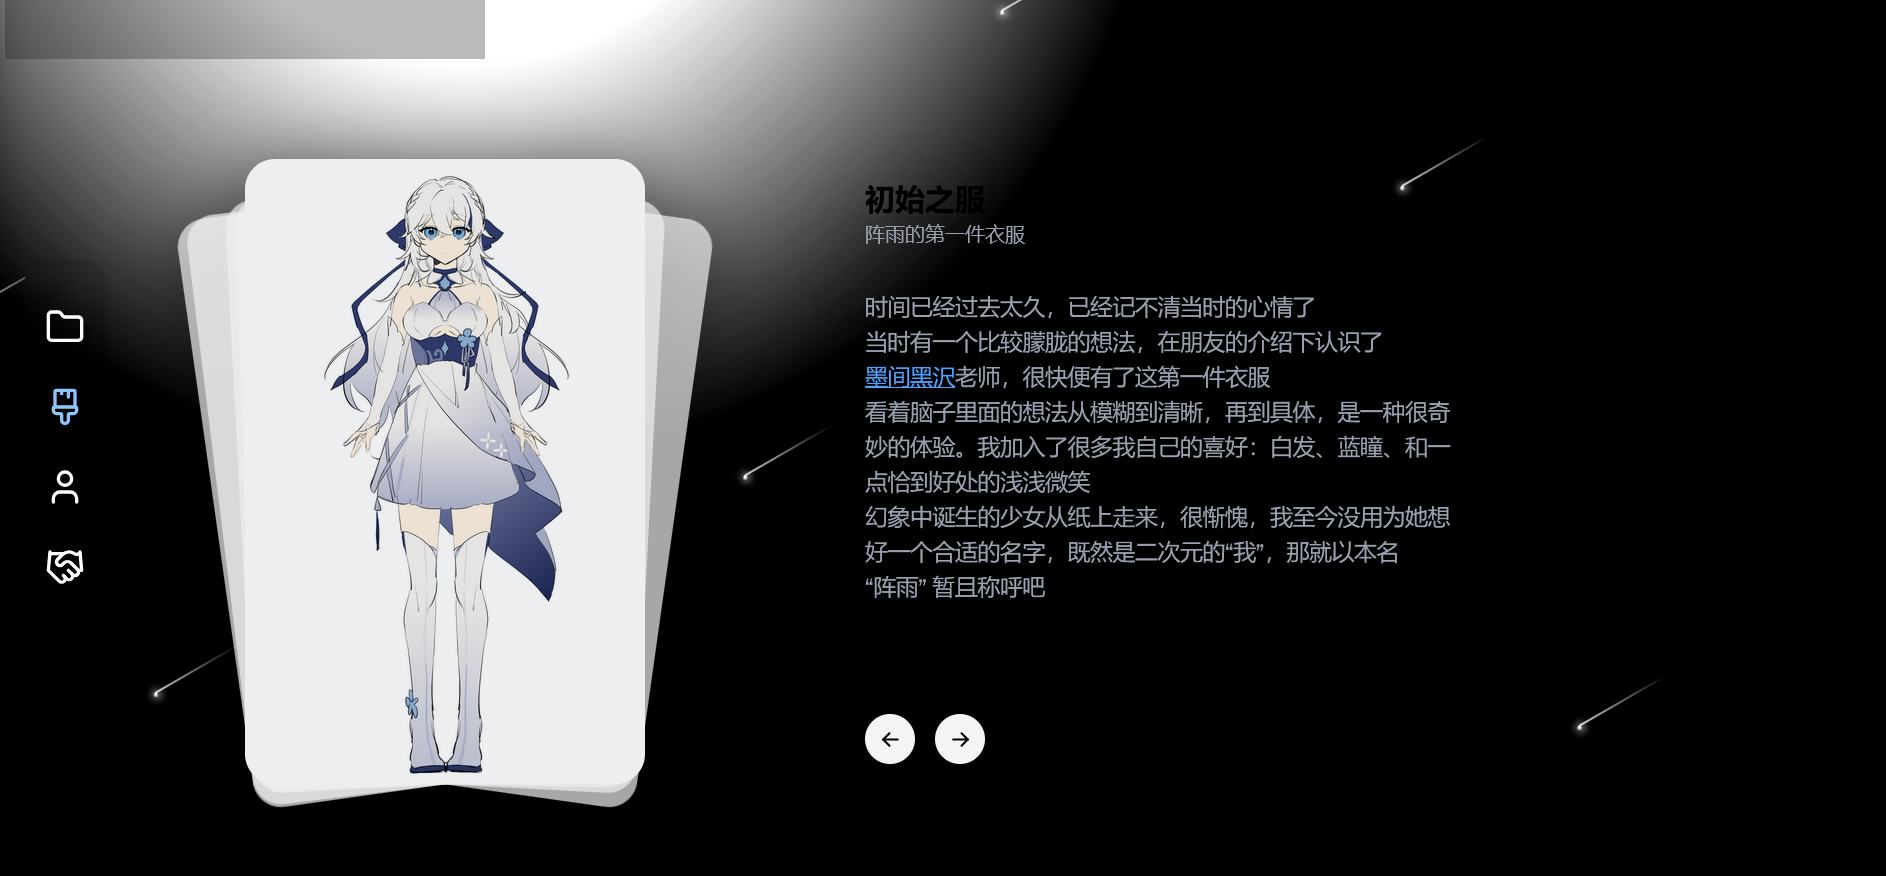 初始之服
阵雨的第一件衣服
时间已经过去太久，已经记不清当时的心情了
当时有一个比较朦胧的想法，在朋友的介绍下认识了
墨间黑沢老师，很快便有了这第一件衣服
看着脑子里面的想法从模糊到清晰，再到具体，是一种很奇
妙的体验。我加入了很多我自己的喜好：白发、蓝瞳、和一
点恰到好处的浅浅微笑
幻象中诞生的少女从纸上走来，很惭愧，我至今没用为她想
好一个合适的名字，既然是二次元的“我”，那就以本名
“阵雨” 暂且称呼吧